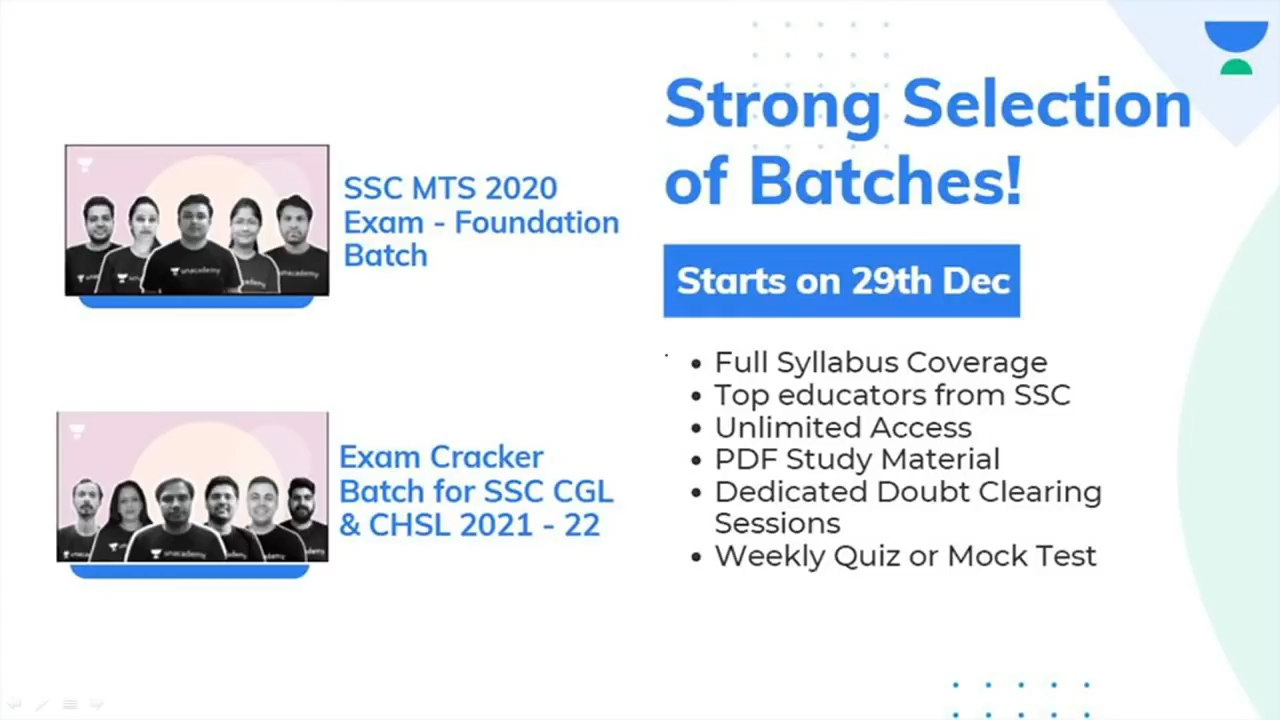 Strong Selection
of Batches!
Starts on 29th Dec
SSC MTS 2020
Exam - Foundation
Batch
unacademy
Exam Cracker
Batch for SSC CGL
& CHSL 2021 - 22
unacademy
• Full Syllabus Coverage
• Top educators from SSC
• Unlimited Access
• PDF Study Material
• Dedicated Doubt Clearing
Sessions
• Weekly Quiz or Mock Test